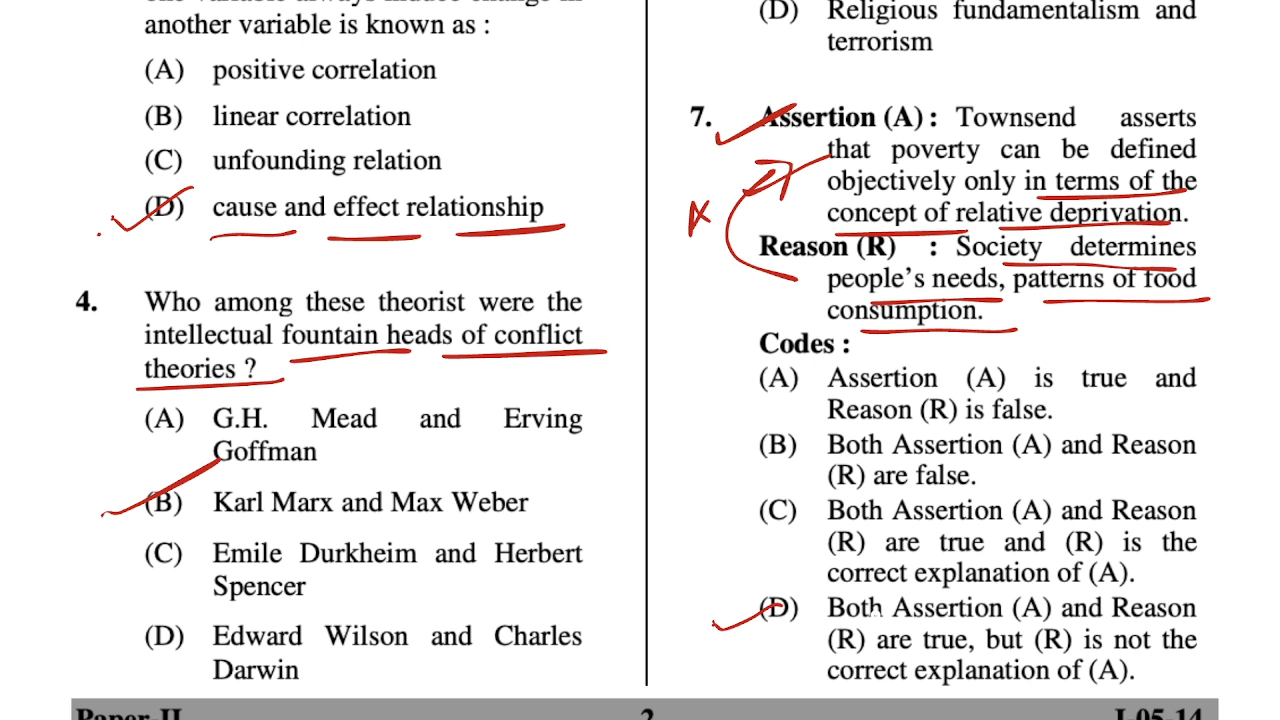 another variable is known as :
(A) positive correlation
(B) linear correlation
(C) unfounding relation
(D) cause and effect relationship
4. Who among these theorist were the
intellectual fountain heads of conflict
theories ?
(A) G.H. Mead and Erving
Goffman
(B) Karl Marx and Max Weber
(C) Emile Durkheim and Herbert
Spencer
(D) Edward Wilson and Charles
Darwin
(D) Religious fundamentalism and
terrorism
7. Assertion (A) : Townsend asserts
that poverty can be defined
objectively only in terms of the
concept of relative deprivation.
Reason (R) : Society determines
people's needs, patterns of food
consumption.
Codes :
(A) Assertion (A) is true and
Reason (R) is false.
(B) Both Assertion (A) and Reason
(R) are false.
(C) Both Assertion (A) and Reason
(R) are true and (R) is the
correct explanation of (A).
(D) Both Assertion (A) and Reason
(R) are true, but (R) is not the
correct explanation of (A).
Paper-II 2 J-05-14